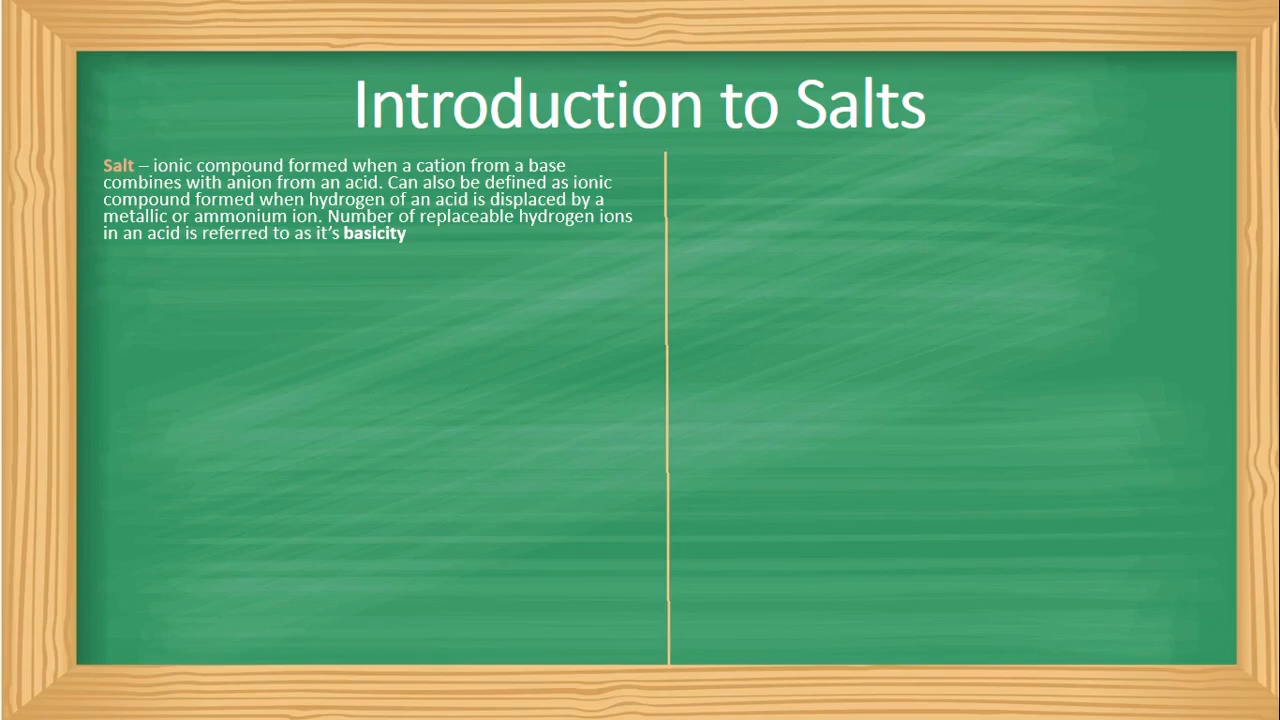 Introduction to Salts
Salt – ionic compound formed when a cation from a base
combines with anion from an acid. Can also be defined as ionic
compound formed when hydrogen of an acid is displaced by a
metallic or ammonium ion. Number of replaceable hydrogen ions
in an acid is referred to as it’s basicity